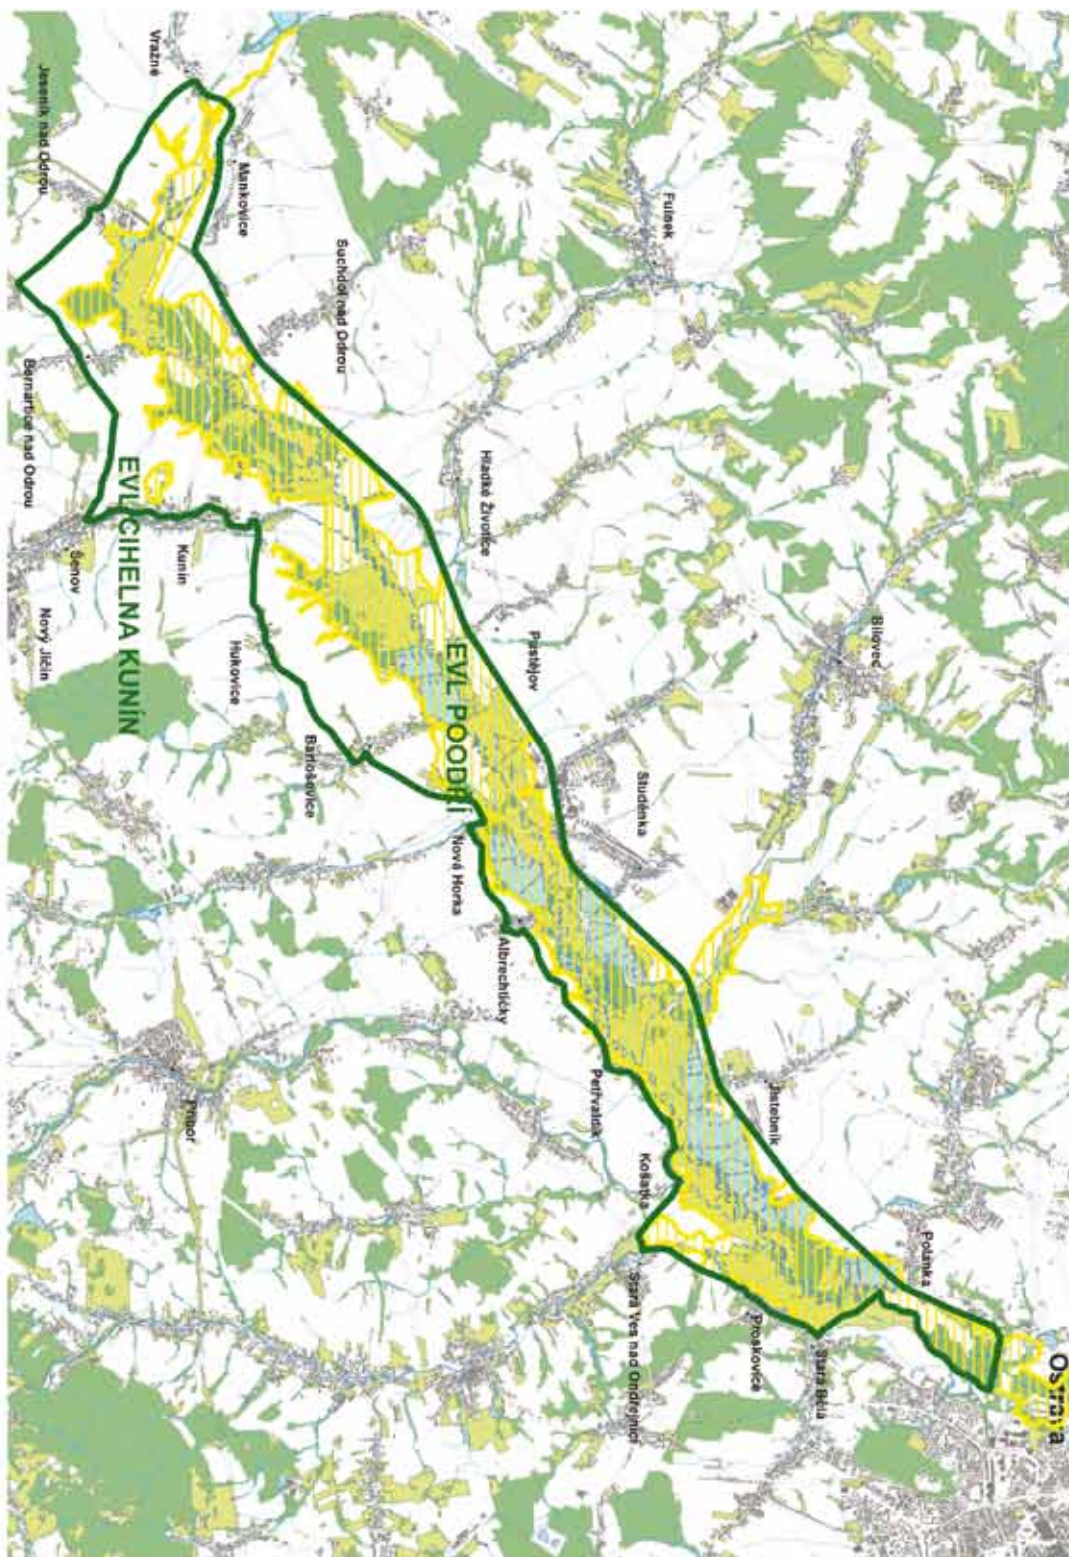 Ostrava
Polanka
Stará Bělá
Proskovice
Jistebník
Stará Ves nad Ondřejnicí
Košatka
Petřvaldík
Bílovec
Studénka
Albrechtičky
Nová Horka
Příbor
Pustějov
EVL POODŘÍ
Bartošovice
Hladké Životice
Fulnek
Hukovice
Kunín
EVL CIHELNA KUNÍN
Šenov
Nový Jičín
Suchdol nad Odrou
Bernartice nad Odrou
Mankovice
Jeseník nad Odrou
Vražné